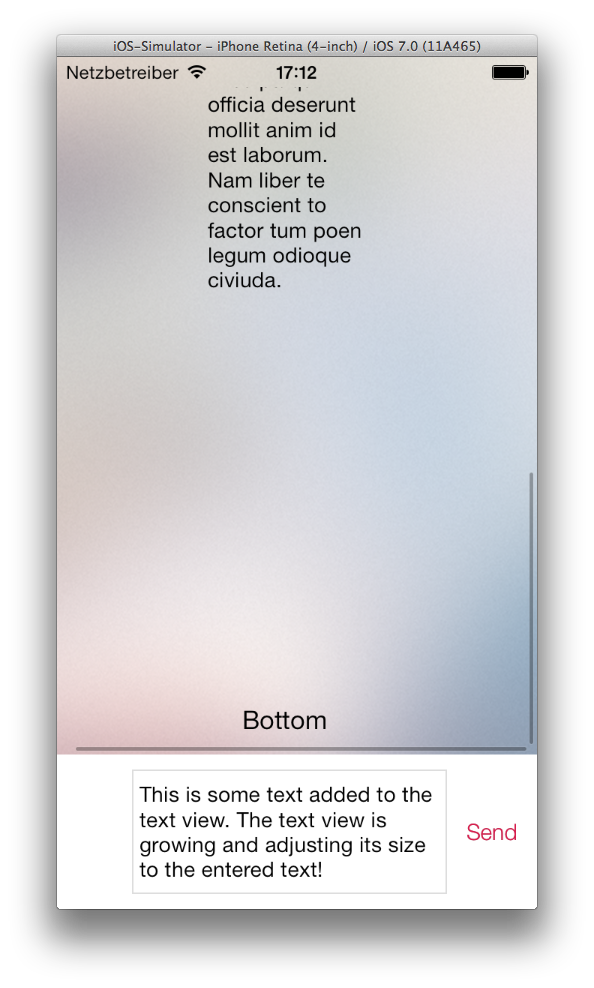 iOS-Simulator – iPhone Retina (4-inch) / iOS 7.0 (11A465)
Netzbetreiber 17:12
officia deserunt
mollit anim id
est laborum.
Nam liber te
conscient to
factor tum poen
legum odioque
civiuda.
Bottom
This is some text added to the
text view. The text view is
growing and adjusting its size
to the entered text!
Send